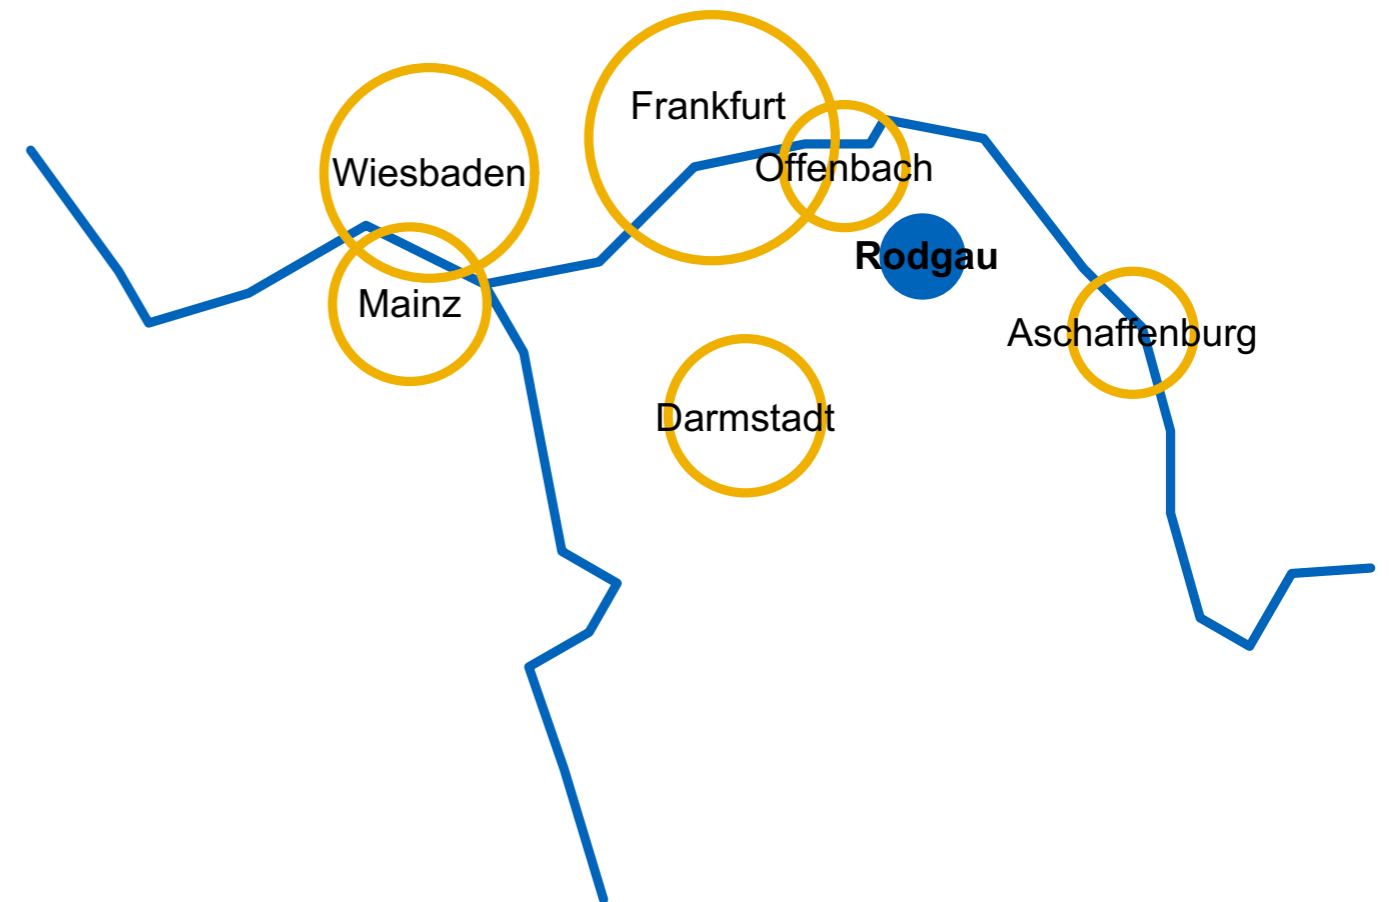 Frankfurt
Offenbach
Wiesbaden
Rodgau
Mainz
Aschaffenburg
Darmstadt